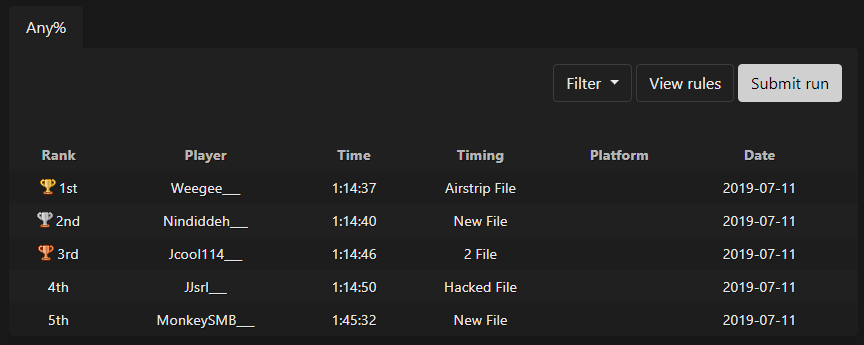 Any%
Filter View rules Submit run
Rank Player Time Timing Platform Date
1st Weegee___ 1:14:37 Airstrip File 2019-07-11
2nd Nindiddeh___ 1:14:40 New File 2019-07-11
3rd Jcool114___ 1:14:46 2 File 2019-07-11
4th JJsrl___ 1:14:50 Hacked File 2019-07-11
5th MonkeySMB___ 1:45:32 New File 2019-07-11